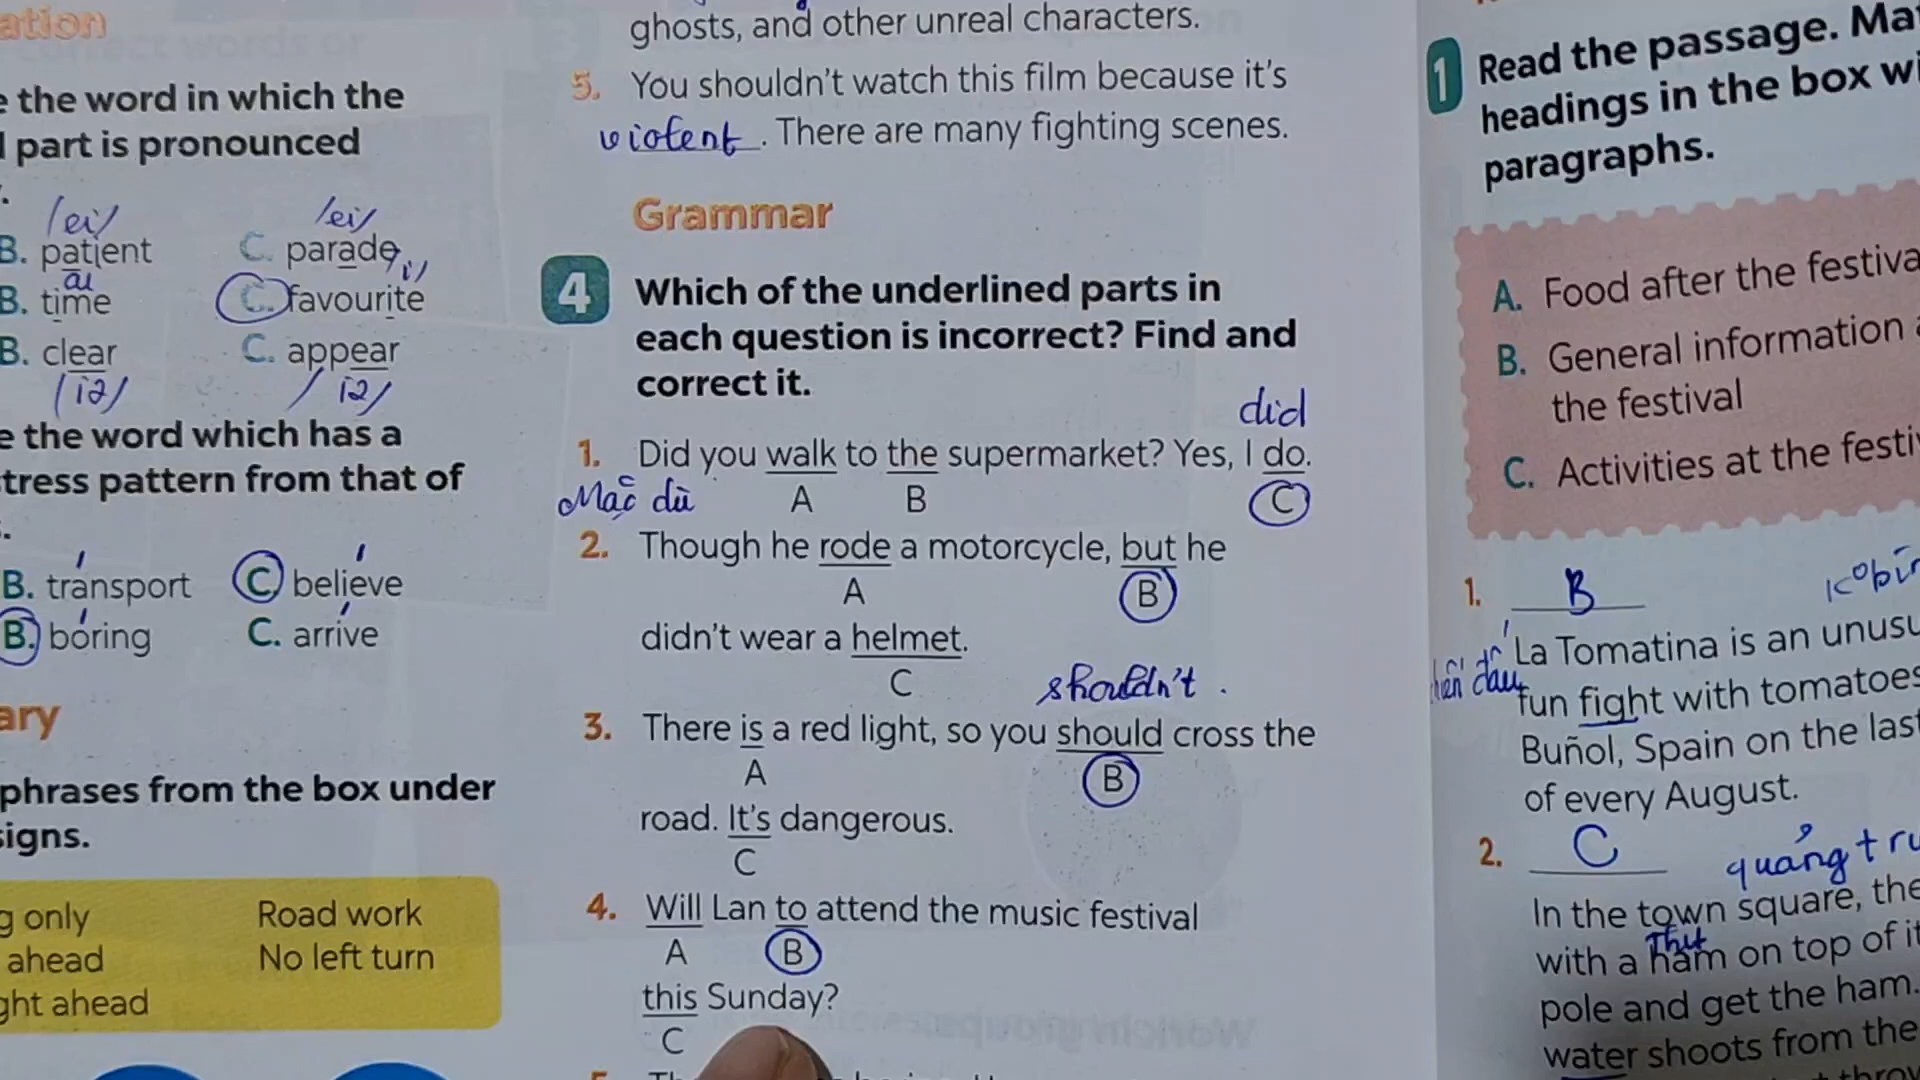 ation
e the word in which the
part is pronounced
/ei/ /ei/
B. patient C. parade
ai /i/
B. time C. favourite
B. clear C. appear
/iə/ /iə/
e the word which has a
stress pattern from that of
B. transport C. believe
B. boring C. arrive
ary
phrases from the box under
signs.
g only Road work
ahead No left turn
ght ahead
ghosts, and other unreal characters.
5. You shouldn't watch this film because it's
violent. There are many fighting scenes.
Grammar
4 Which of the underlined parts in
each question is incorrect? Find and
correct it.
did
1. Did you walk to the supermarket? Yes, I do.
Mặc dù A B C
2. Though he rode a motorcycle, but he
A B
didn't wear a helmet.
C shouldn't.
3. There is a red light, so you should cross the
A B
road. It's dangerous.
C
4. Will Lan to attend the music festival
A B
this Sunday?
C
1 Read the passage. Ma
headings in the box wi
paragraphs.
A. Food after the festiva
B. General information
the festival
C. Activities at the festi
1. B
La Tomatina is an unusu
fun fight with tomatoes
Buñol, Spain on the last
of every August.
2. C quảng trư
In the town square, the
with a ham on top of it
pole and get the ham.
water shoots from the